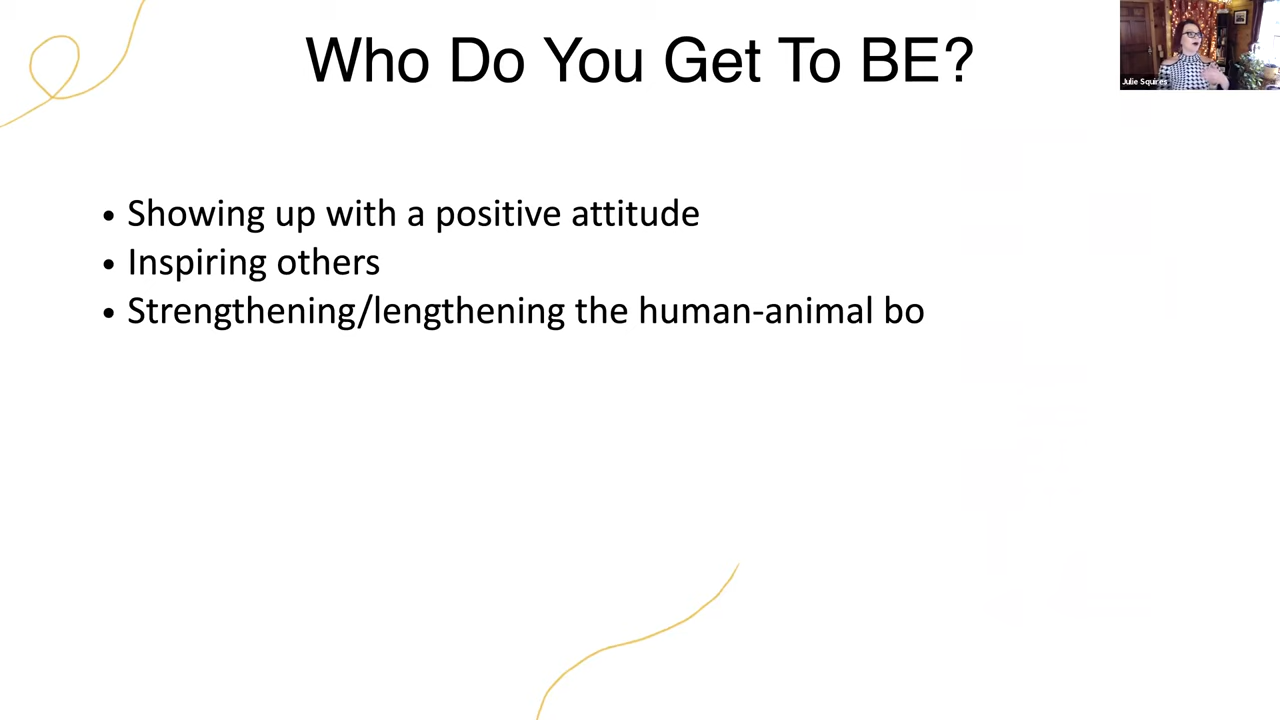 Who Do You Get To BE?
Julie Squires
• Showing up with a positive attitude
• Inspiring others
• Strengthening/lengthening the human-animal bo